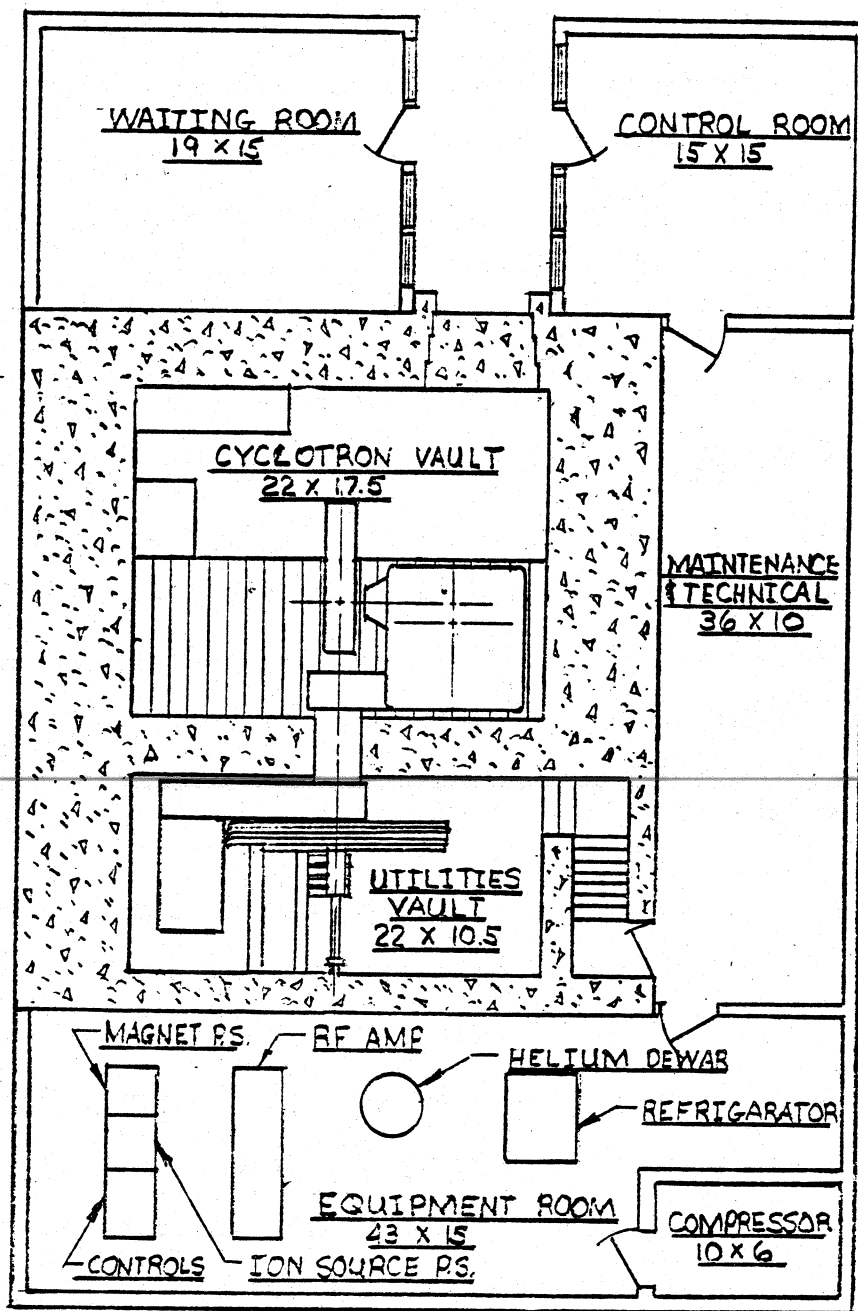 WAITING ROOM
19 X 15
CONTROL ROOM
15 X 15
CYCLOTRON VAULT
22 X 17.5
MAINTENANCE
& TECHNICAL
36 X 10
UTILITIES
VAULT
22 X 10.5
MAGNET P.S.
RF AMP
HELIUM DEWAR
REFRIGARATOR
EQUIPMENT ROOM
43 X 15
COMPRESSOR
10 X 6
CONTROLS
ION SOURCE P.S.